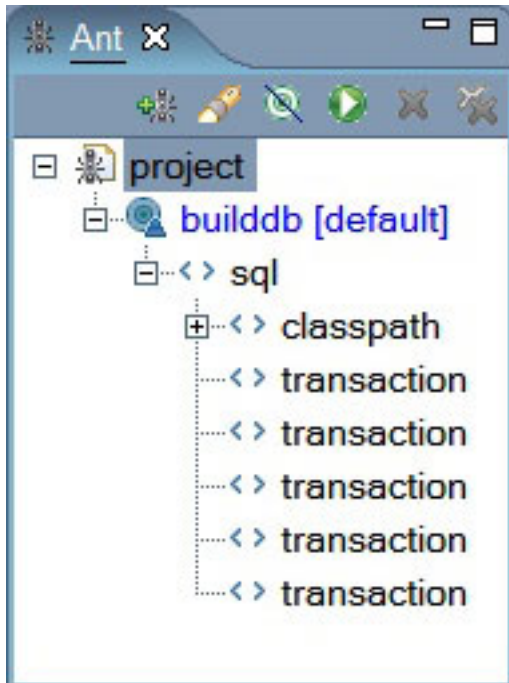 Ant
project
builddb [default]
sql
classpath
transaction
transaction
transaction
transaction
transaction